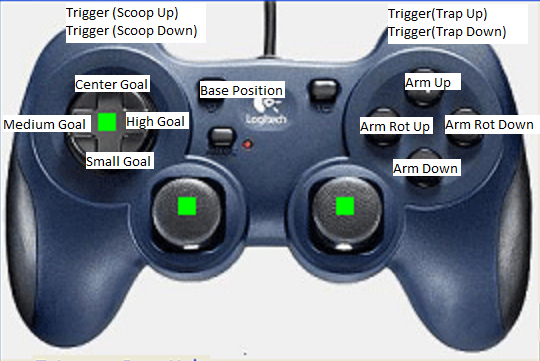 Trigger (Scoop Up)
Trigger (Scoop Down)
Trigger(Trap Up)
Trigger(Trap Down)
Center Goal
Base Position
Arm Up
Medium Goal
High Goal
Logitech
Arm Rot Up
Arm Rot Down
Small Goal
Arm Down